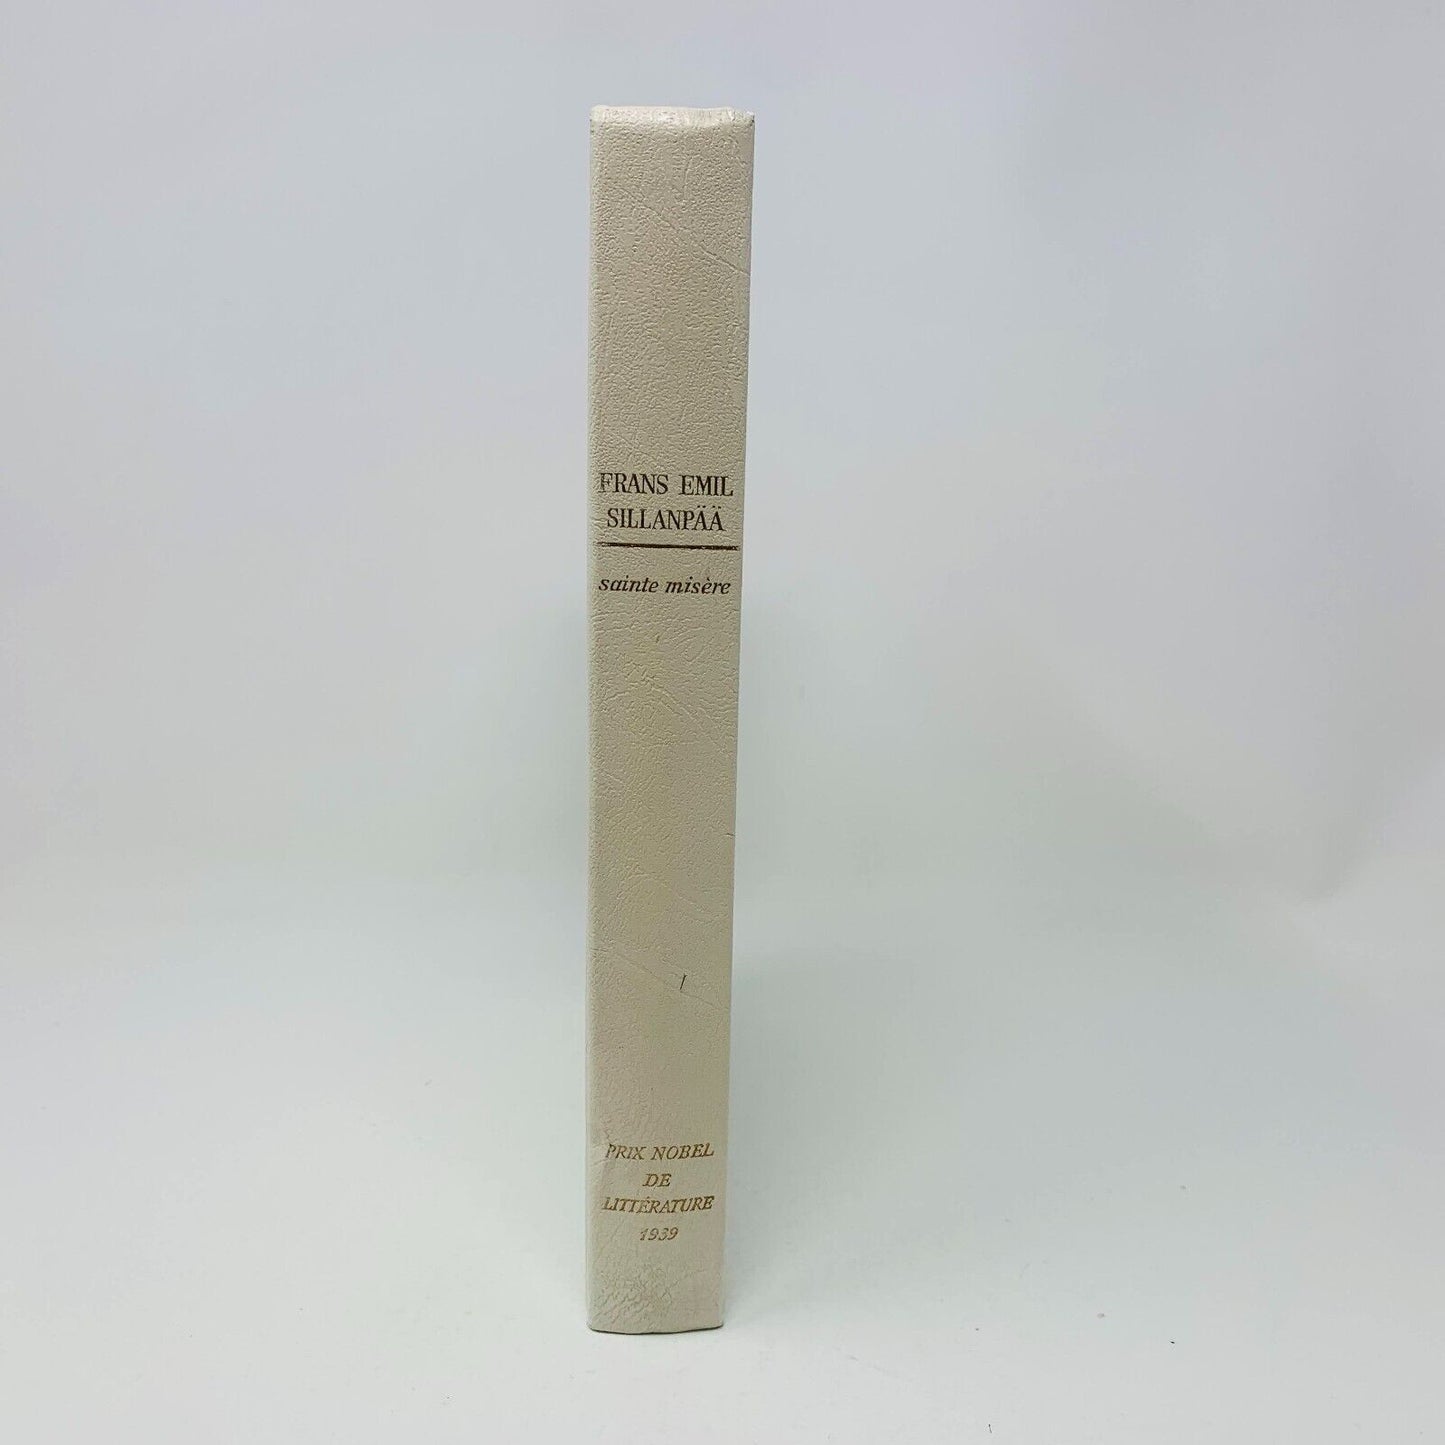 FRANS EMIL
SILLANPÄÄ
sainte misère
PRIX NOBEL
DE
LITTÉRATURE
1939